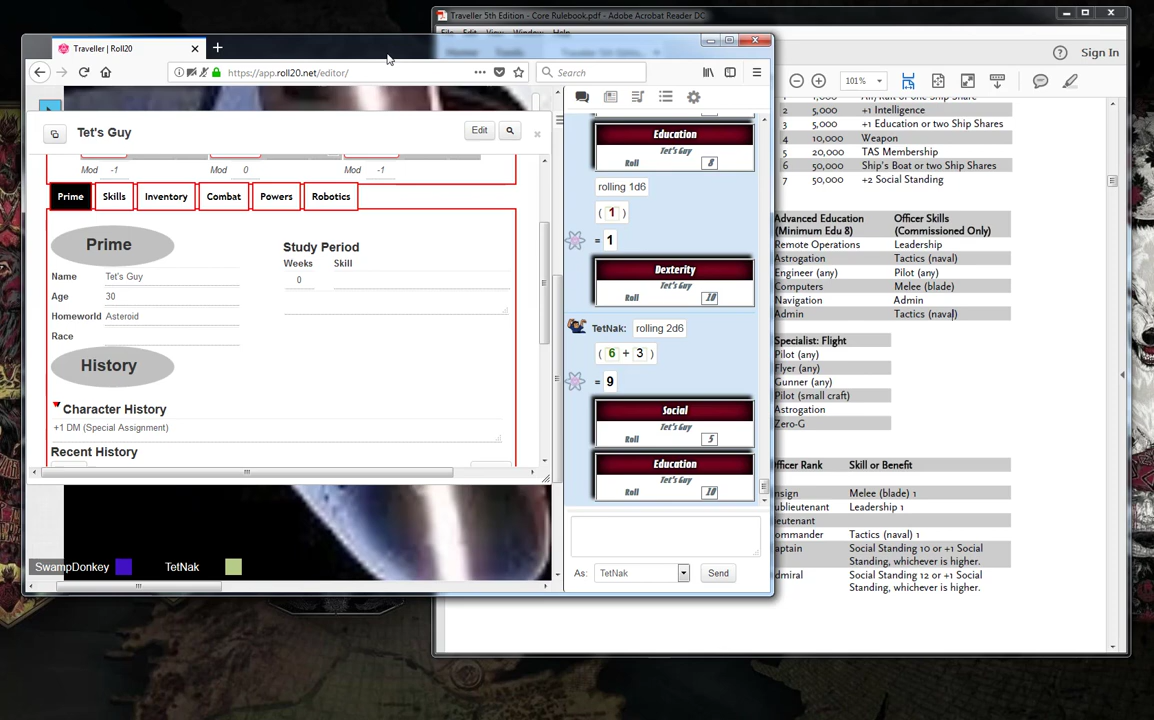 Traveller 5th Edition - Core Rulebook.pdf - Adobe Acrobat Reader DC
Traveller | Roll20
https://app.roll20.net/editor/
Search
Sign In
101%
Tet's Guy
Edit
Mod -1 Mod 0 Mod -1
Prime Skills Inventory Combat Powers Robotics
Prime
Name Tet's Guy
Age 30
Homeworld Asteroid
Race
Study Period
Weeks Skill
0
History
Character History
+1 DM (Special Assignment)
Recent History
SwampDonkey
TetNak
Education
Tet's Guy
Roll 8
rolling 1d6
( 1 )
= 1
Dexterity
Tet's Guy
Roll 10
TetNak: rolling 2d6
( 6 + 3 )
= 9
Social
Tet's Guy
Roll 5
Education
Tet's Guy
Roll 10
As: TetNak Send
2 5,000 +1 Intelligence
3 5,000 +1 Education or two Ship Shares
4 10,000 Weapon
5 20,000 TAS Membership
6 50,000 Ship's Boat or two Ship Shares
7 50,000 +2 Social Standing
Advanced Education Officer Skills
(Minimum Edu 8) (Commissioned Only)
Remote Operations Leadership
Astrogation Tactics (naval)
Engineer (any) Pilot (any)
Computers Melee (blade)
Navigation Admin
Admin Tactics (naval)
Specialist: Flight
Pilot (any)
Flyer (any)
Gunner (any)
Pilot (small craft)
Astrogation
Zero-G
fficer Rank Skill or Benefit
nsign Melee (blade) 1
ublieutenant Leadership 1
ieutenant
ommander Tactics (naval) 1
aptain Social Standing 10 or +1 Social
Standing, whichever is higher.
dmiral Social Standing 12 or +1 Social
Standing, whichever is higher.